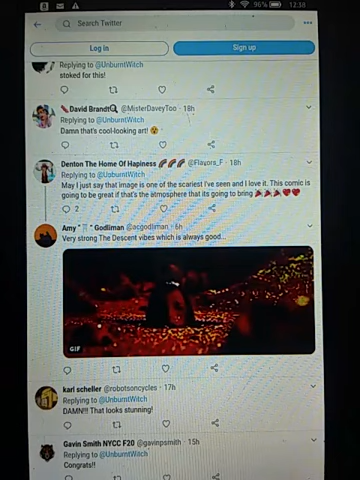 96% 12:38
Search Twitter
Log in
Sign up
Replying to @UnburntWitch
stoked for this!
David Brandt @MisterDaveyToo · 18h
Replying to @UnburntWitch
Damn that's cool-looking art!
Denton The Home Of Hapiness @Flavors_F · 18h
Replying to @UnburntWitch
May I just say that image is one of the scariest I've seen and I love it. This comic is
going to be great if that's the atmosphere that its going to bring
2
Amy " " Godliman @acgodliman · 6h
Very strong The Descent vibes which is always good...
GIF
karl scheller @robotsoncycles · 17h
Replying to @UnburntWitch
DAMN!!! That looks stunning!
Gavin Smith NYCC F20 @gavinpsmith · 15h
Replying to @UnburntWitch
Congrats!!